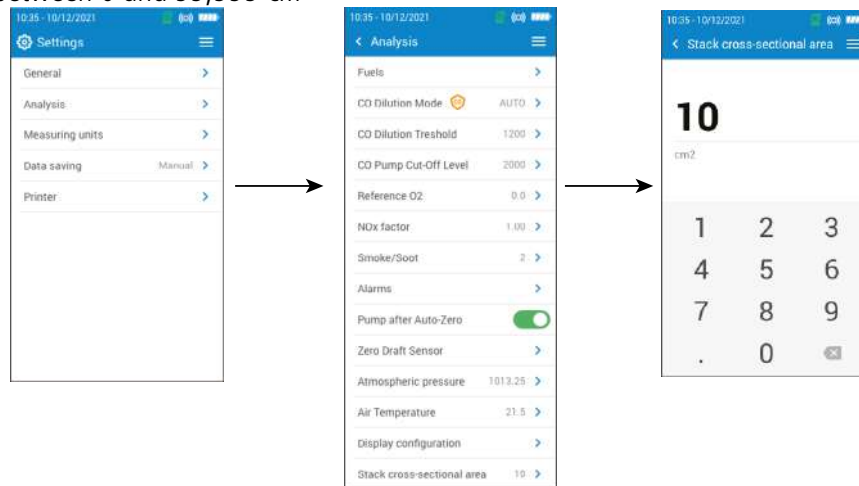 between 0 and
10:35 - 10/12/2021
Settings
General
Analysis
Measuring units
Data saving Manual
Printer
10:35 - 10/12/2021
Analysis
Fuels
CO Dilution Mode AUTO
CO Dilution Treshold 1200
CO Pump Cut-Off Level 2000
Reference O2 0.0
NOx factor 1.00
Smoke/Soot 2
Alarms
Pump after Auto-Zero
Zero Draft Sensor
Atmospheric pressure 1013.25
Air Temperature 21.5
Display configuration
Stack cross-sectional area 10
10:35 - 10/12/2021
Stack cross-sectional area
10
cm2
1 2 3
4 5 6
7 8 9
. 0